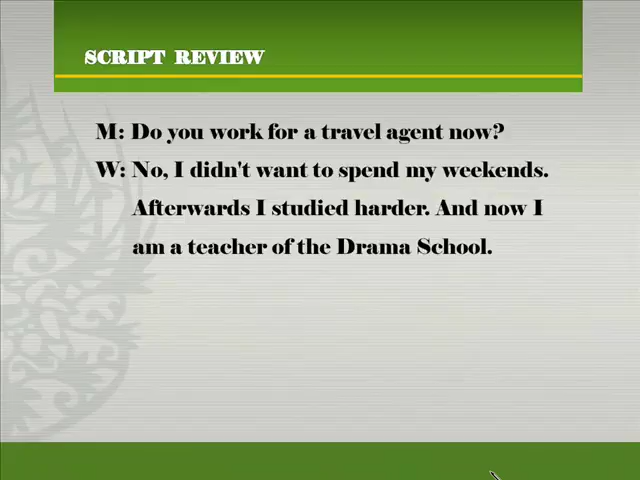 SCRIPT REVIEW
M: Do you work for a travel agent now?
W: No, I didn't want to spend my weekends.
Afterwards I studied harder. And now I
am a teacher of the Drama School.